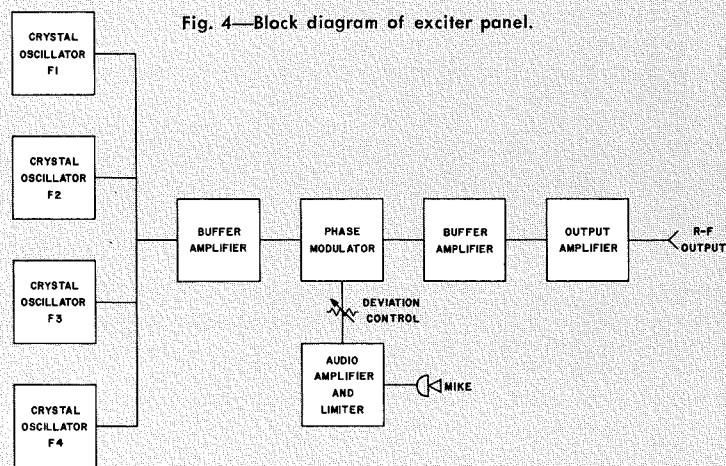 Fig. 4—Block diagram of exciter panel.
CRYSTAL
OSCILLATOR
F1
CRYSTAL
OSCILLATOR
F2
CRYSTAL
OSCILLATOR
F3
CRYSTAL
OSCILLATOR
F4
BUFFER
AMPLIFIER
PHASE
MODULATOR
BUFFER
AMPLIFIER
OUTPUT
AMPLIFIER
R-F
OUTPUT
DEVIATION
CONTROL
AUDIO
AMPLIFIER
AND
LIMITER
MIKE